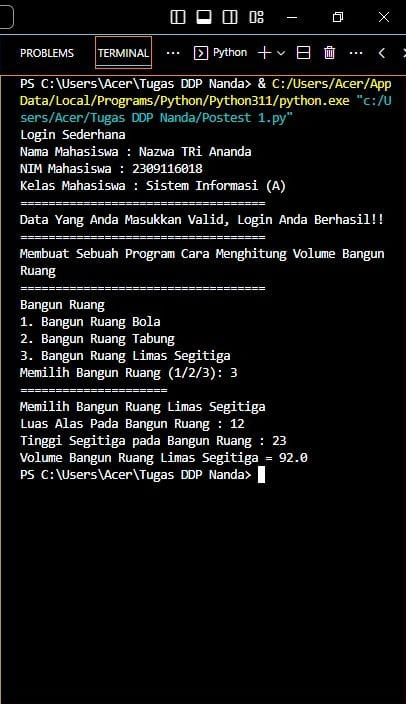 PROBLEMS TERMINAL ... Python
PS C:\Users\Acer\Tugas DDP Nanda> & C:/Users/Acer/App
Data/Local/Programs/Python/Python311/python.exe "c:/U
sers/Acer/Tugas DDP Nanda/Postest 1.py"
Login Sederhana
Nama Mahasiswa : Nazwa TRi Ananda
NIM Mahasiswa : 2309116018
Kelas Mahasiswa : Sistem Informasi (A)
==================================
Data Yang Anda Masukkan Valid, Login Anda Berhasil!!
==================================
Membuat Sebuah Program Cara Menghitung Volume Bangun
Ruang
==================================
Bangun Ruang
1. Bangun Ruang Bola
2. Bangun Ruang Tabung
3. Bangun Ruang Limas Segitiga
Memilih Bangun Ruang (1/2/3): 3
====================
Memilih Bangun Ruang Limas Segitiga
Luas Alas Pada Bangun Ruang : 12
Tinggi Segitiga pada Bangun Ruang : 23
Volume Bangun Ruang Limas Segitiga = 92.0
PS C:\Users\Acer\Tugas DDP Nanda>